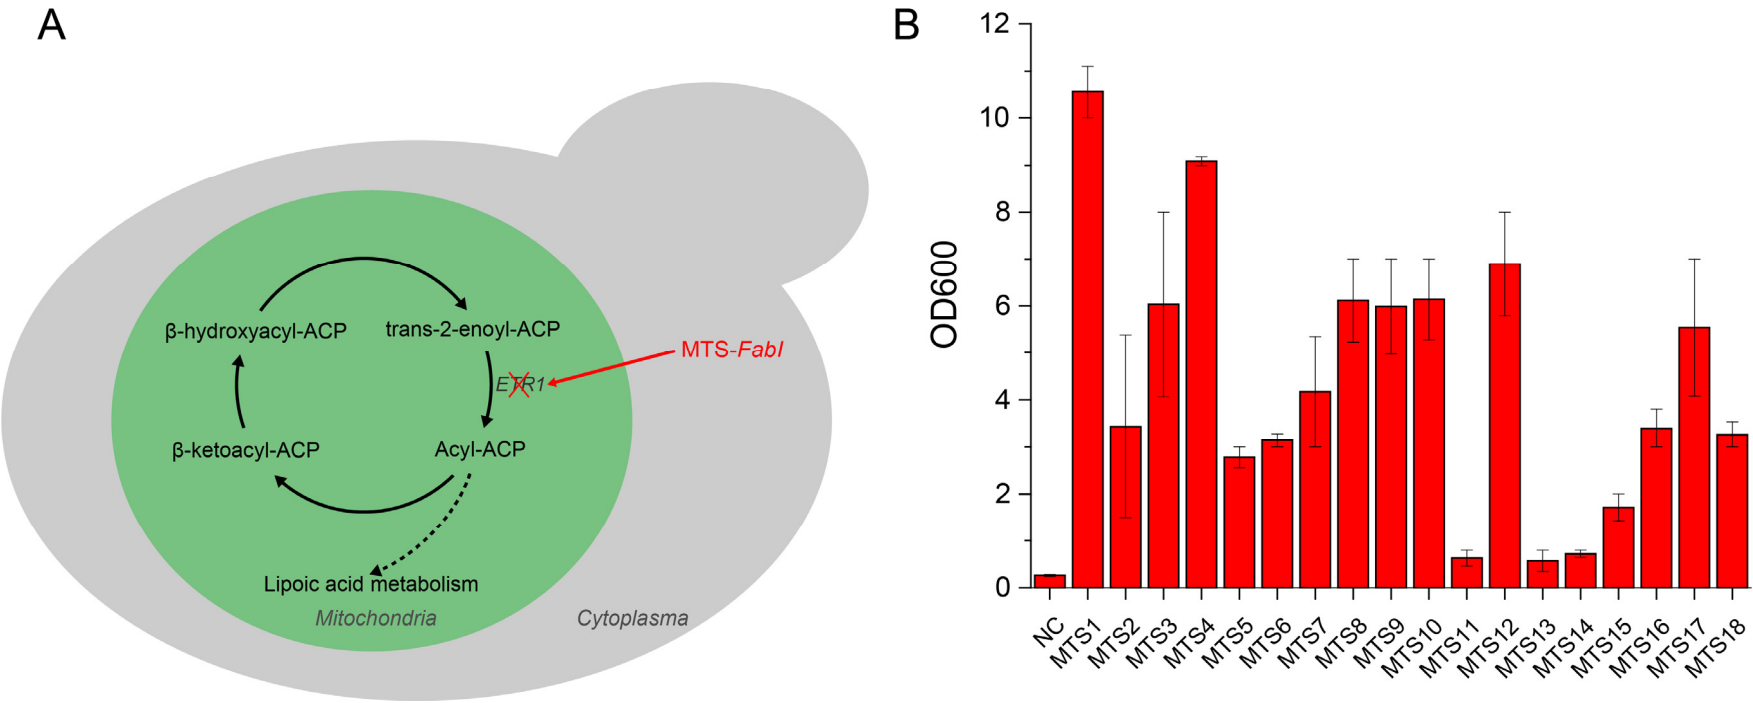 A
β-hydroxyacyl-ACP
trans-2-enoyl-ACP
MTS-FabI
ETR1
β-ketoacyl-ACP
Acyl-ACP
Lipoic acid metabolism
Mitochondria
Cytoplasma
B
OD600
12
10
8
6
4
2
0
NC
MTS1
MTS2
MTS3
MTS4
MTS5
MTS6
MTS7
MTS8
MTS9
MTS10
MTS11
MTS12
MTS13
MTS14
MTS15
MTS16
MTS17
MTS18